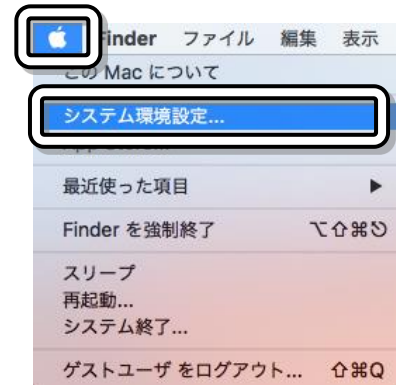 Finder ファイル 編集 表示
この Mac について
システム環境設定...
最近使った項目 ▶
Finder を強制終了 ⌥⇧⌘⎋
スリープ
再起動...
システム終了...
ゲストユーザ をログアウト... ⇧⌘Q